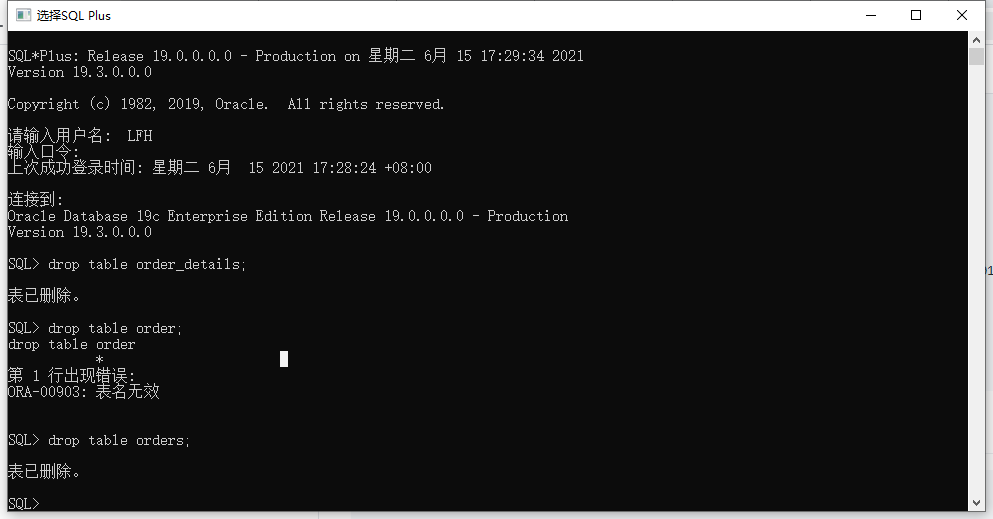 选择SQL Plus
SQL*Plus: Release 19.0.0.0.0 - Production on 星期二 6月 15 17:29:34 2021
Version 19.3.0.0.0
Copyright (c) 1982, 2019, Oracle.  All rights reserved.
请输入用户名:  LFH
输入口令:
上次成功登录时间: 星期二 6月  15 2021 17:28:24 +08:00
连接到:
Oracle Database 19c Enterprise Edition Release 19.0.0.0.0 - Production
Version 19.3.0.0.0
SQL> drop table order_details;
表已删除。
SQL> drop table order;
drop table order
*
第 1 行出现错误:
ORA-00903: 表名无效
SQL> drop table orders;
表已删除。
SQL>